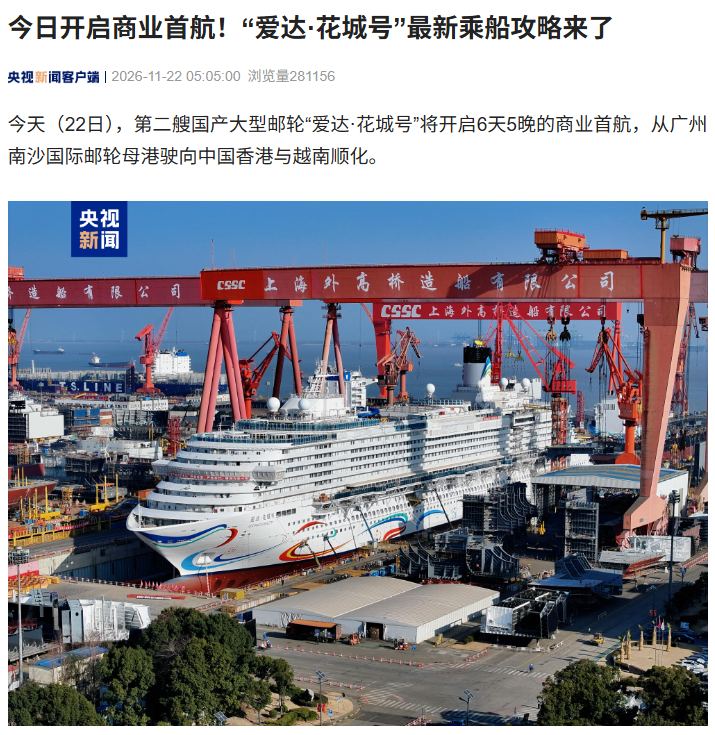 今日开启商业首航！“爱达·花城号”最新乘船攻略来了
央视新闻客户端 | 2026-11-22 05:05:00 浏览量281156
今天（22日），第二艘国产大型邮轮“爱达·花城号”将开启6天5晚的商业首航，从广州
南沙国际邮轮母港驶向中国香港与越南顺化。
央视
新闻
桥造船有限公司
CSSC 上海外高桥造船有限公司
CSSC 上海外高桥造船有限公司
TS LINE